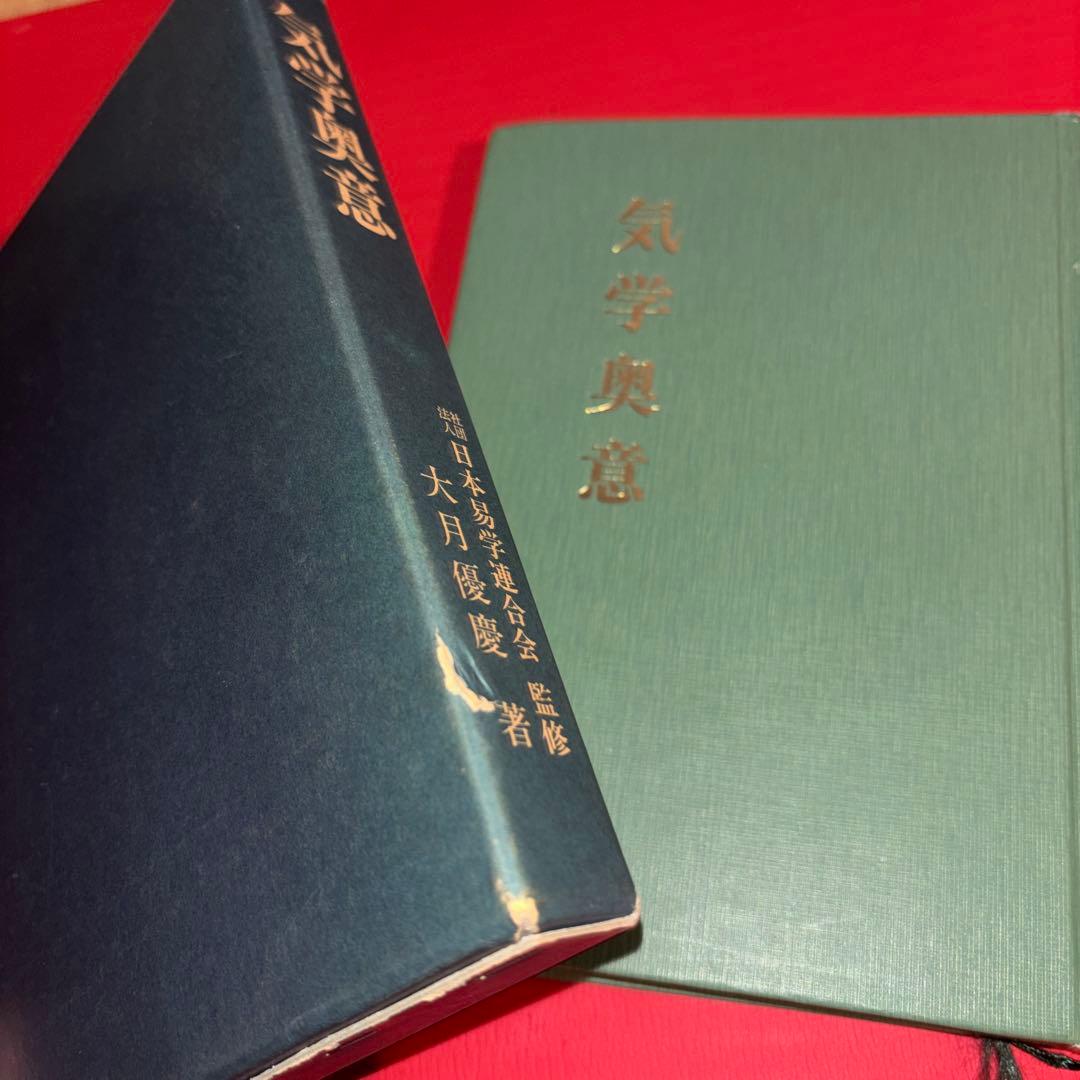 気学奥意
社団法人日本易学連合会 監修
大月優慶 著
気学奥意